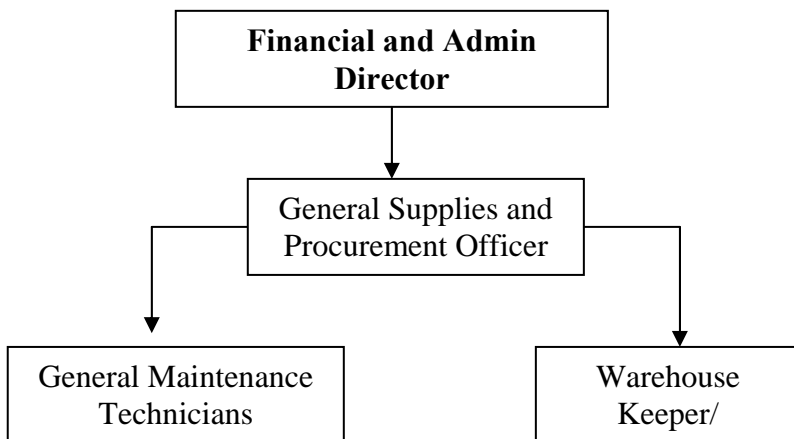 Financial and Admin
Director
General Supplies and
Procurement Officer
General Maintenance
Technicians
Warehouse
Keeper/